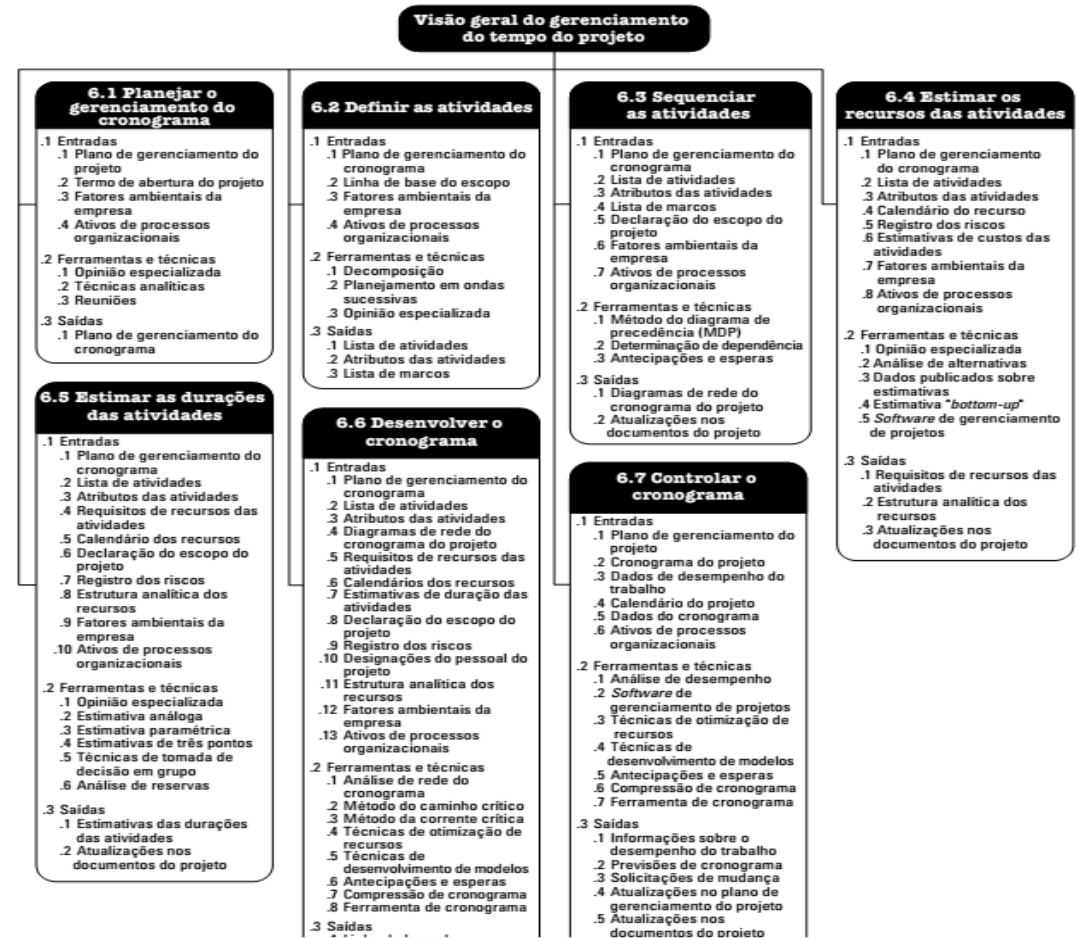 Visão geral do gerenciamento
do tempo do projeto
6.1 Planejar o
gerenciamento do
cronograma
.1 Entradas
.1 Plano de gerenciamento do
projeto
.2 Termo de abertura do projeto
.3 Fatores ambientais da
empresa
.4 Ativos de processos
organizacionais
.2 Ferramentas e técnicas
.1 Opinião especializada
.2 Técnicas analíticas
.3 Reuniões
.3 Saídas
.1 Plano de gerenciamento do
cronograma
6.2 Definir as atividades
.1 Entradas
.1 Plano de gerenciamento do
cronograma
.2 Linha de base do escopo
.3 Fatores ambientais da
empresa
.4 Ativos de processos
organizacionais
.2 Ferramentas e técnicas
.1 Decomposição
.2 Planejamento em ondas
sucessivas
.3 Opinião especializada
.3 Saídas
.1 Lista de atividades
.2 Atributos das atividades
.3 Lista de marcos
6.3 Sequenciar
as atividades
.1 Entradas
.1 Plano de gerenciamento do
cronograma
.2 Lista de atividades
.3 Atributos das atividades
.4 Lista de marcos
.5 Declaração do escopo do
projeto
.6 Fatores ambientais da
empresa
.7 Ativos de processos
organizacionais
.2 Ferramentas e técnicas
.1 Método do diagrama de
precedência (MDP)
.2 Determinação de dependência
.3 Antecipações e esperas
.3 Saídas
.1 Diagramas de rede do
cronograma do projeto
.2 Atualizações nos
documentos do projeto
6.4 Estimar os
recursos das atividades
.1 Entradas
.1 Plano de gerenciamento
do cronograma
.2 Lista de atividades
.3 Atributos das atividades
.4 Calendário do recurso
.5 Registro dos riscos
.6 Estimativas de custos das
atividades
.7 Fatores ambientais da
empresa
.8 Ativos de processos
organizacionais
.2 Ferramentas e técnicas
.1 Opinião especializada
.2 Análise de alternativas
.3 Dados publicados sobre
estimativas
.4 Estimativa "bottom-up"
.5 Software de gerenciamento
de projetos
.3 Saídas
.1 Requisitos de recursos das
atividades
.2 Estrutura analítica dos
recursos
.3 Atualizações nos
documentos do projeto
6.5 Estimar as durações
das atividades
.1 Entradas
.1 Plano de gerenciamento do
cronograma
.2 Lista de atividades
.3 Atributos das atividades
.4 Requisitos de recursos das
atividades
.5 Calendário dos recursos
.6 Declaração do escopo do
projeto
.7 Registro dos riscos
.8 Estrutura analítica dos
recursos
.9 Fatores ambientais da
empresa
.10 Ativos de processos
organizacionais
.2 Ferramentas e técnicas
.1 Opinião especializada
.2 Estimativa análoga
.3 Estimativa paramétrica
.4 Estimativas de três pontos
.5 Técnicas de tomada de
decisão em grupo
.6 Análise de reservas
.3 Saídas
.1 Estimativas das durações
das atividades
.2 Atualizações nos
documentos do projeto
6.6 Desenvolver o
cronograma
.1 Entradas
.1 Plano de gerenciamento do
cronograma
.2 Lista de atividades
.3 Atributos das atividades
.4 Diagramas de rede do
cronograma do projeto
.5 Requisitos de recursos das
atividades
.6 Calendários dos recursos
.7 Estimativas de duração das
atividades
.8 Declaração do escopo do
projeto
.9 Registro dos riscos
.10 Designações do pessoal do
projeto
.11 Estrutura analítica dos
recursos
.12 Fatores ambientais da
empresa
.13 Ativos de processos
organizacionais
.2 Ferramentas e técnicas
.1 Análise de rede do
cronograma
.2 Método do caminho crítico
.3 Método da corrente crítica
.4 Técnicas de otimização de
recursos
.5 Técnicas de
desenvolvimento de modelos
.6 Antecipações e esperas
.7 Compressão de cronograma
.8 Ferramenta de cronograma
.3 Saídas
6.7 Controlar o
cronograma
.1 Entradas
.1 Plano de gerenciamento do
projeto
.2 Cronograma do projeto
.3 Dados de desempenho do
trabalho
.4 Calendário do projeto
.5 Dados do cronograma
.6 Ativos de processos
organizacionais
.2 Ferramentas e técnicas
.1 Análise de desempenho
.2 Software de
gerenciamento de projetos
.3 Técnicas de otimização de
recursos
.4 Técnicas de
desenvolvimento de modelos
.5 Antecipações e esperas
.6 Compressão de cronograma
.7 Ferramenta de cronograma
.3 Saídas
.1 Informações sobre o
desempenho do trabalho
.2 Previsões de cronograma
.3 Solicitações de mudança
.4 Atualizações no plano de
gerenciamento do projeto
.5 Atualizações nos
documentos do projeto